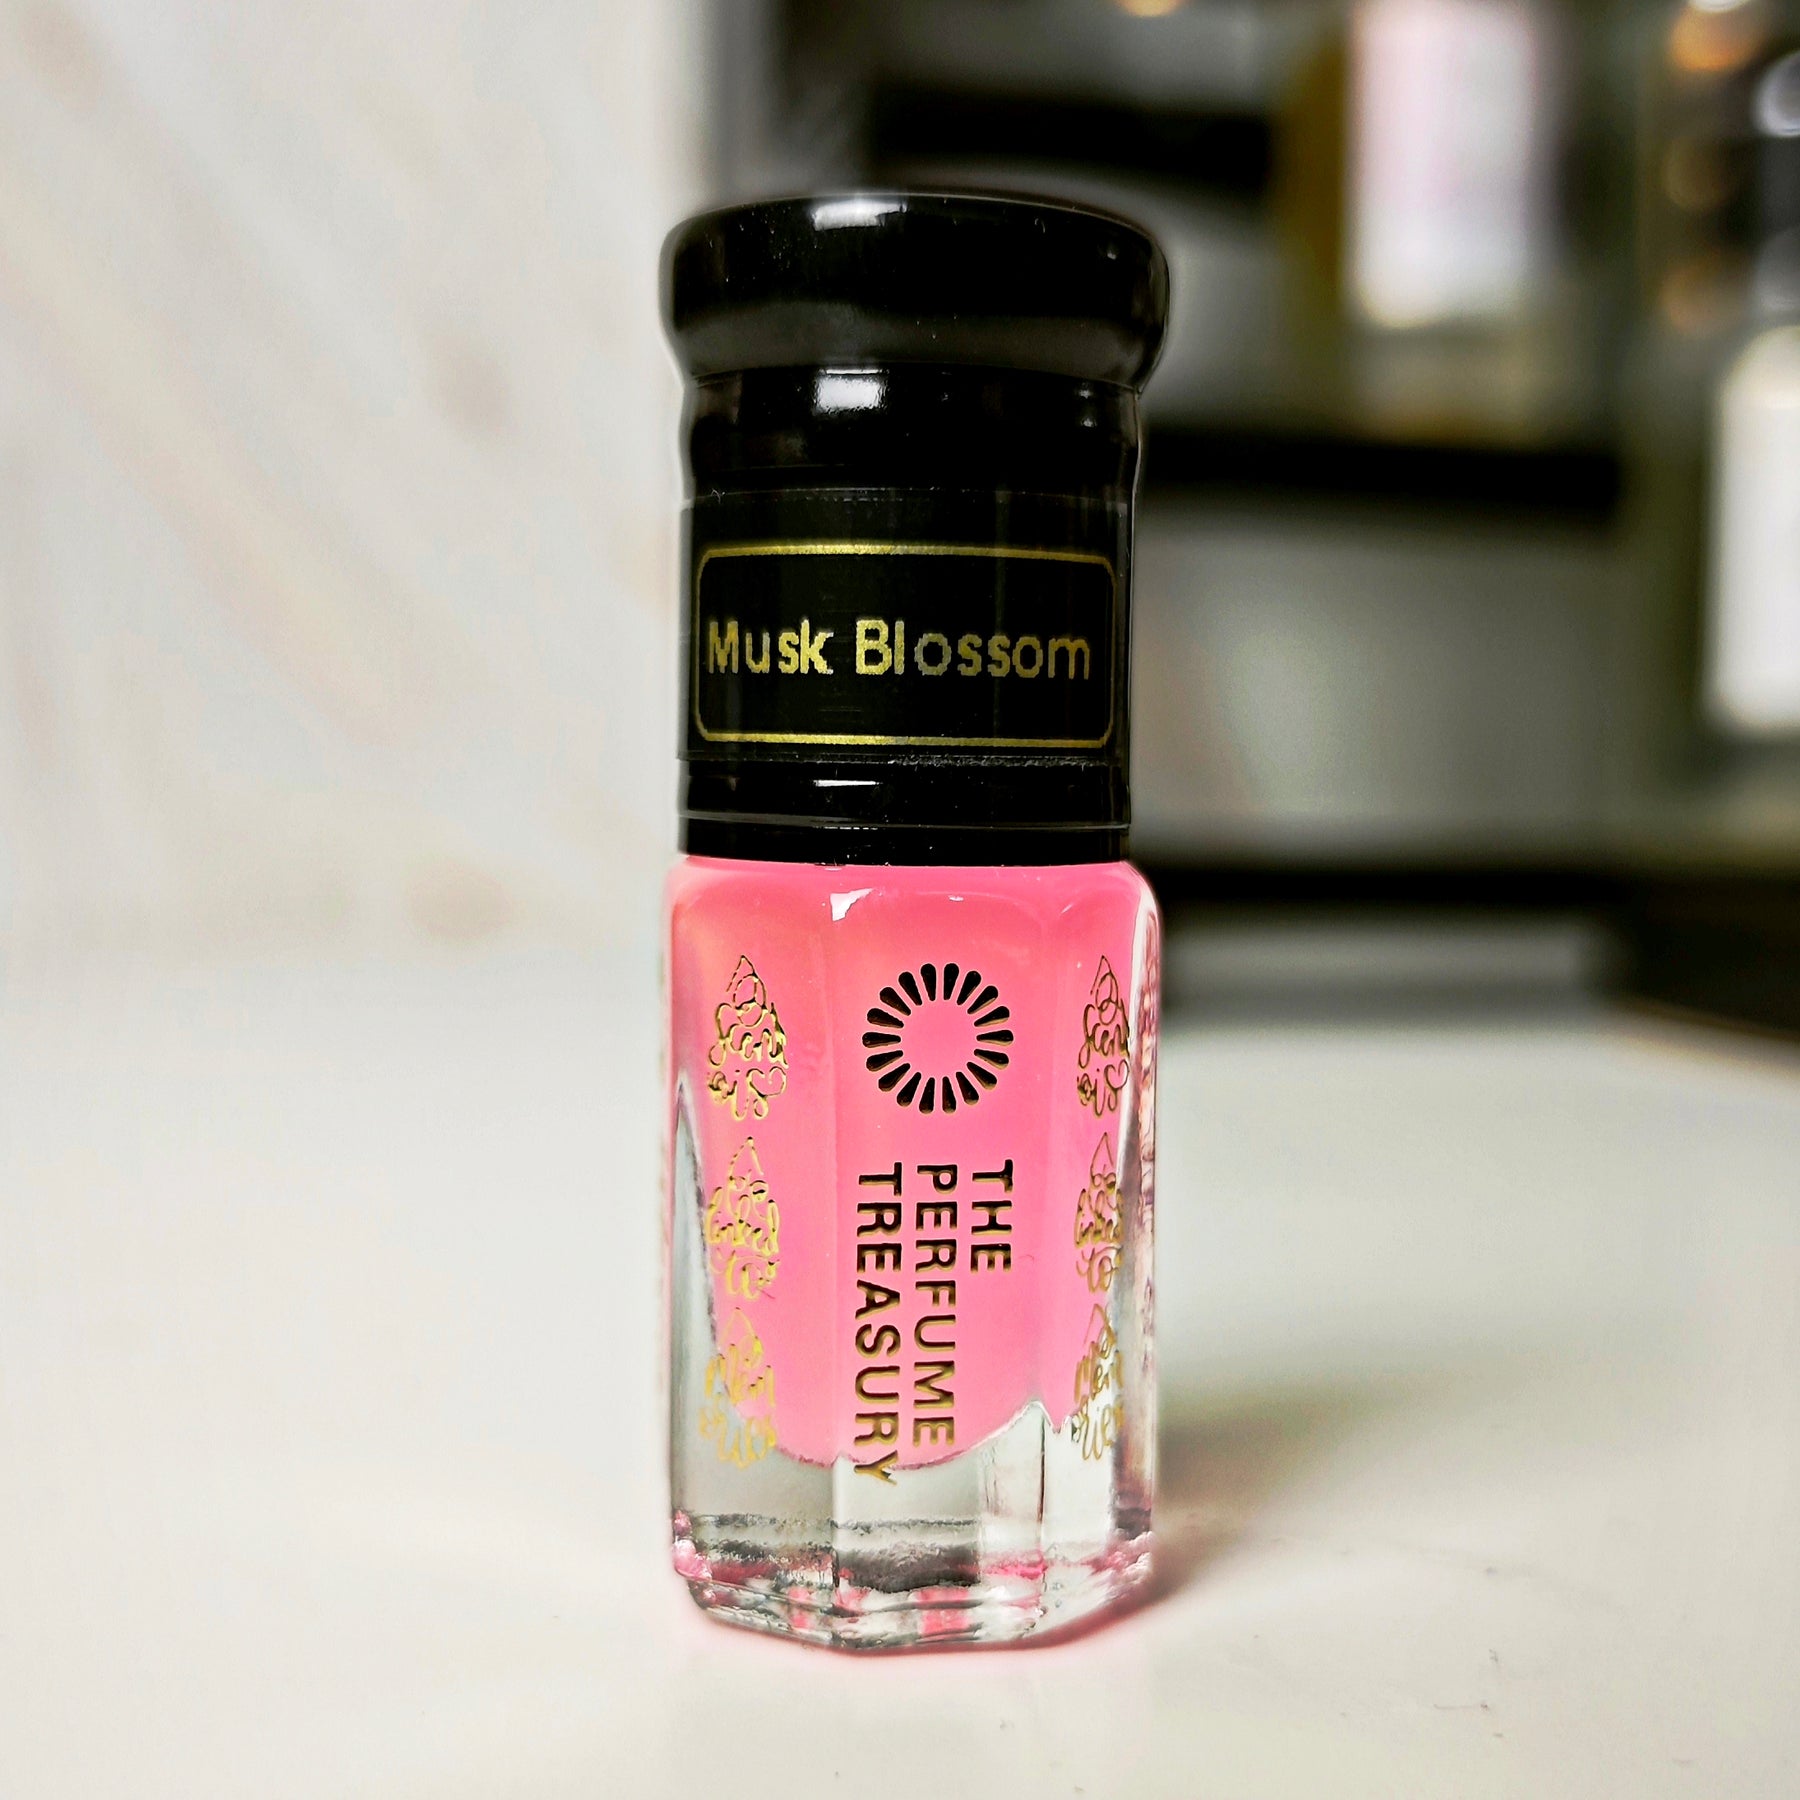 Musk Blossom
THE
PERFUME
TREASURY